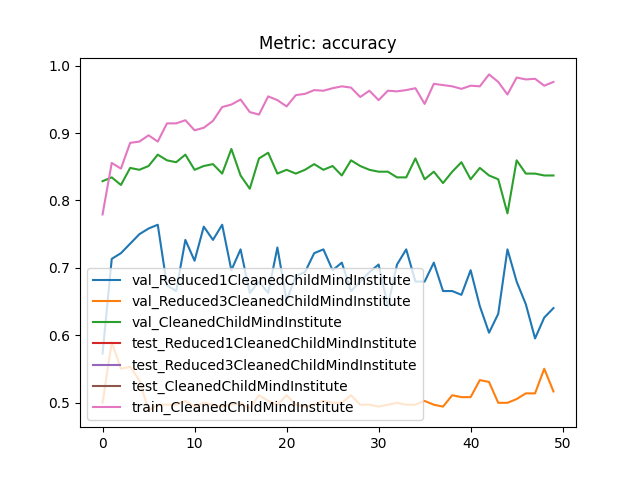 Metric: accuracy
1.0
0.9
0.8
0.7
0.6
0.5
val_Reduced1CleanedChildMindInstitute
val_Reduced3CleanedChildMindInstitute
val_CleanedChildMindInstitute
test_Reduced1CleanedChildMindInstitute
test_Reduced3CleanedChildMindInstitute
test_CleanedChildMindInstitute
train_CleanedChildMindInstitute
0 10 20 30 40 50